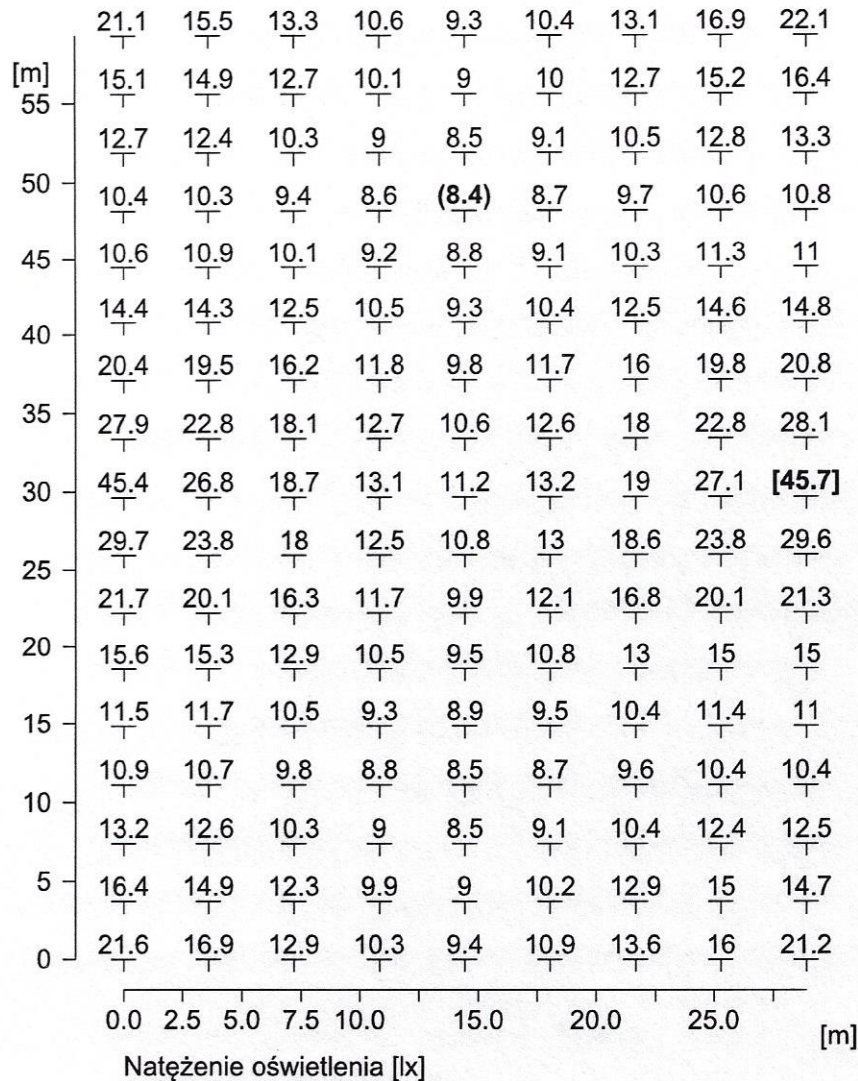 21.1 15.5 13.3 10.6 9.3 10.4 13.1 16.9 22.1
[m] 15.1 14.9 12.7 10.1 9 10 12.7 15.2 16.4
55
12.7 12.4 10.3 9 8.5 9.1 10.5 12.8 13.3
50 10.4 10.3 9.4 8.6 (8.4) 8.7 9.7 10.6 10.8
45 10.6 10.9 10.1 9.2 8.8 9.1 10.3 11.3 11
14.4 14.3 12.5 10.5 9.3 10.4 12.5 14.6 14.8
40
20.4 19.5 16.2 11.8 9.8 11.7 16 19.8 20.8
35 27.9 22.8 18.1 12.7 10.6 12.6 18 22.8 28.1
30 45.4 26.8 18.7 13.1 11.2 13.2 19 27.1 [45.7]
29.7 23.8 18 12.5 10.8 13 18.6 23.8 29.6
25
21.7 20.1 16.3 11.7 9.9 12.1 16.8 20.1 21.3
20 15.6 15.3 12.9 10.5 9.5 10.8 13 15 15
15 11.5 11.7 10.5 9.3 8.9 9.5 10.4 11.4 11
10.9 10.7 9.8 8.8 8.5 8.7 9.6 10.4 10.4
10
13.2 12.6 10.3 9 8.5 9.1 10.4 12.4 12.5
5 16.4 14.9 12.3 9.9 9 10.2 12.9 15 14.7
0 21.6 16.9 12.9 10.3 9.4 10.9 13.6 16 21.2
0.0 2.5 5.0 7.5 10.0 15.0 20.0 25.0 [m]
Natężenie oświetlenia [lx]